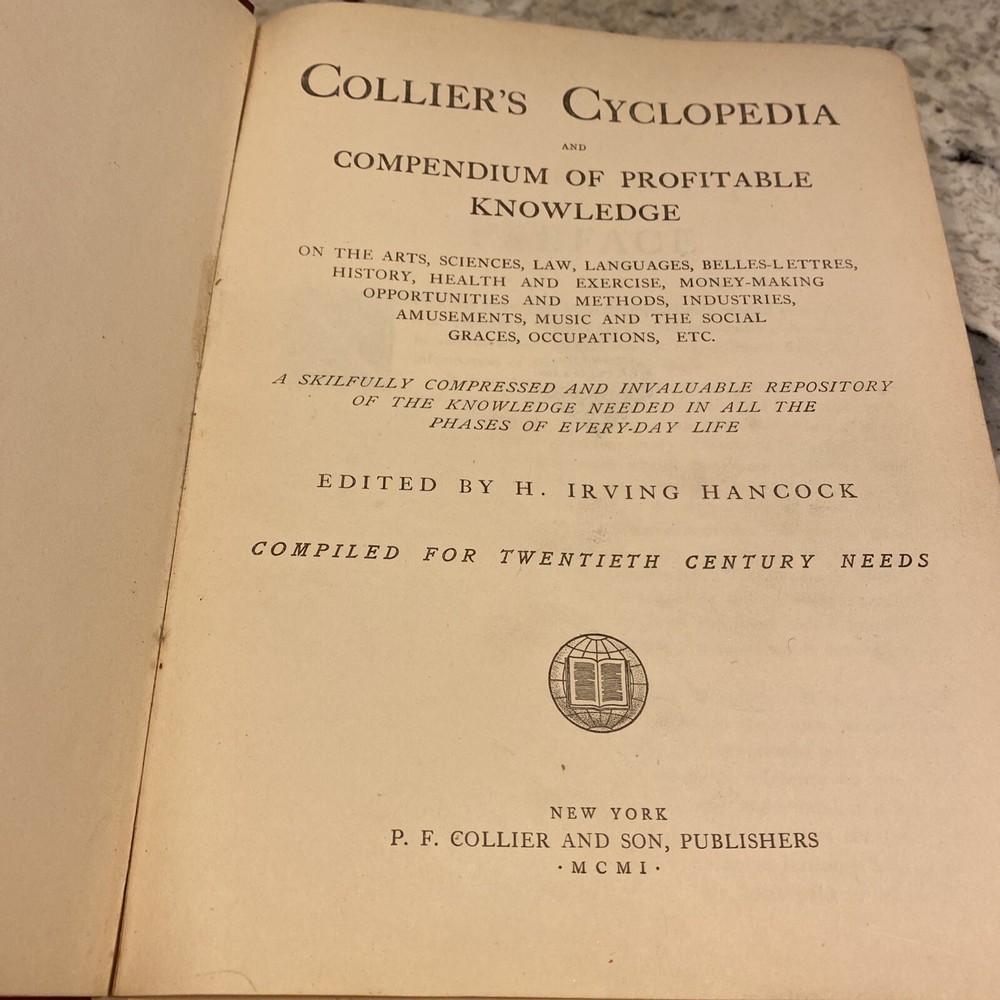 COLLIER'S CYCLOPEDIA
AND
COMPENDIUM OF PROFITABLE
KNOWLEDGE
ON THE ARTS, SCIENCES, LAW, LANGUAGES, BELLES-LETTRES,
HISTORY, HEALTH AND EXERCISE, MONEY-MAKING
OPPORTUNITIES AND METHODS, INDUSTRIES,
AMUSEMENTS, MUSIC AND THE SOCIAL
GRACES, OCCUPATIONS, ETC.
A SKILFULLY COMPRESSED AND INVALUABLE REPOSITORY
OF THE KNOWLEDGE NEEDED IN ALL THE
PHASES OF EVERY-DAY LIFE
EDITED BY H. IRVING HANCOCK
COMPILED FOR TWENTIETH CENTURY NEEDS
NEW YORK
P. F. COLLIER AND SON, PUBLISHERS
· MCMI ·